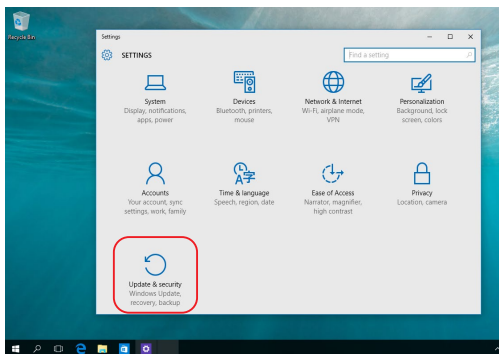 Recycle Bin
Settings
SETTINGS
Find a setting
System
Display, notifications,
apps, power
Devices
Bluetooth, printers,
mouse
Network & Internet
Wi-Fi, airplane mode,
VPN
Personalization
Background, lock
screen, colors
Accounts
Your account, sync
settings, work, family
Time & language
Speech, region, date
Ease of Access
Narrator, magnifier,
high contrast
Privacy
Location, camera
Update & security
Windows Update,
recovery, backup